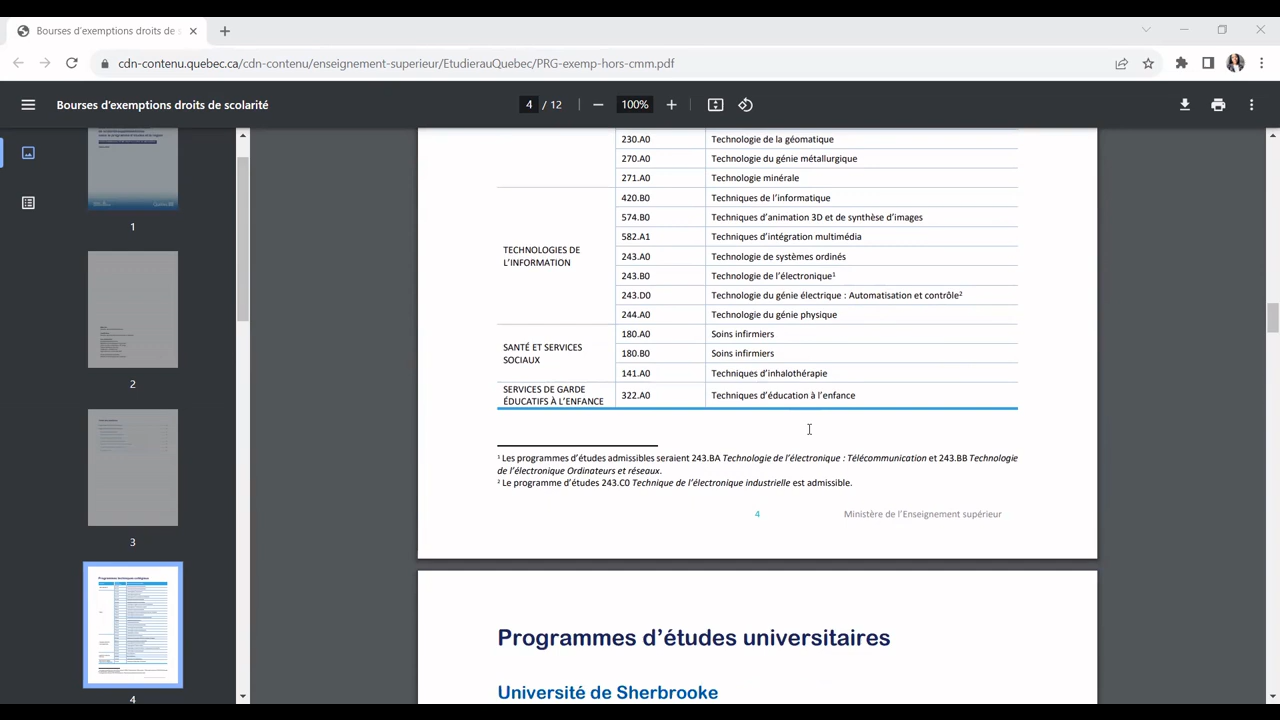 Bourses d'exemptions droits de s
cdn-contenu.quebec.ca/cdn-contenu/enseignement-superieur/EtudierauQuebec/PRG-exemp-hors-cmm.pdf
Bourses d'exemptions droits de scolarité
4 / 12
100%
1
2
3
4
230.A0 Technologie de la géomatique
270.A0 Technologie du génie métallurgique
271.A0 Technologie minérale
TECHNOLOGIES DE
L'INFORMATION
420.B0 Techniques de l'informatique
574.B0 Techniques d'animation 3D et de synthèse d'images
582.A1 Techniques d'intégration multimédia
243.A0 Technologie de systèmes ordinés
243.B0 Technologie de l'électronique¹
243.D0 Technologie du génie électrique : Automatisation et contrôle²
244.A0 Technologie du génie physique
SANTÉ ET SERVICES
SOCIAUX
180.A0 Soins infirmiers
180.B0 Soins infirmiers
141.A0 Techniques d'inhalothérapie
SERVICES DE GARDE
ÉDUCATIFS À L'ENFANCE
322.A0 Techniques d'éducation à l'enfance
¹ Les programmes d'études admissibles seraient 243.BA Technologie de l'électronique : Télécommunication et 243.BB Technologie
de l'électronique Ordinateurs et réseaux.
² Le programme d'études 243.C0 Technique de l'électronique industrielle est admissible.
4 Ministère de l'Enseignement supérieur
Programmes d'études universitaires
Université de Sherbrooke